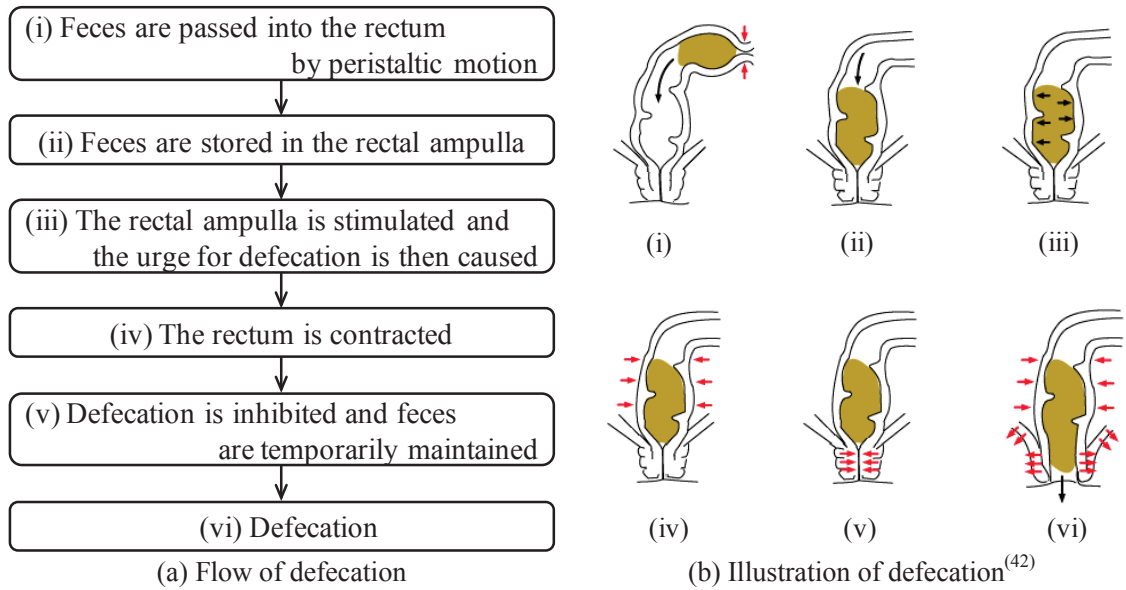 (i) Feces are passed into the rectum
by peristaltic motion
(ii) Feces are stored in the rectal ampulla
(iii) The rectal ampulla is stimulated and
the urge for defecation is then caused
(iv) The rectum is contracted
(v) Defecation is inhibited and feces
are temporarily maintained
(vi) Defecation
(a) Flow of defecation
(i)
(ii)
(iii)
(iv)
(v)
(vi)
(b) Illustration of defecation(42)